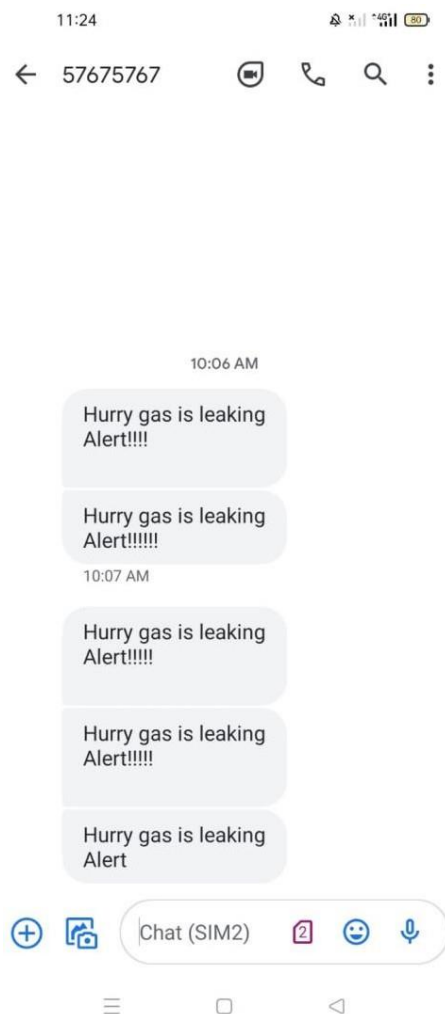 11:24
80
57675767
10:06 AM
Hurry gas is leaking
Alert!!!!
Hurry gas is leaking
Alert!!!!!!
10:07 AM
Hurry gas is leaking
Alert!!!!!
Hurry gas is leaking
Alert!!!!!
Hurry gas is leaking
Alert
Chat (SIM2)
2